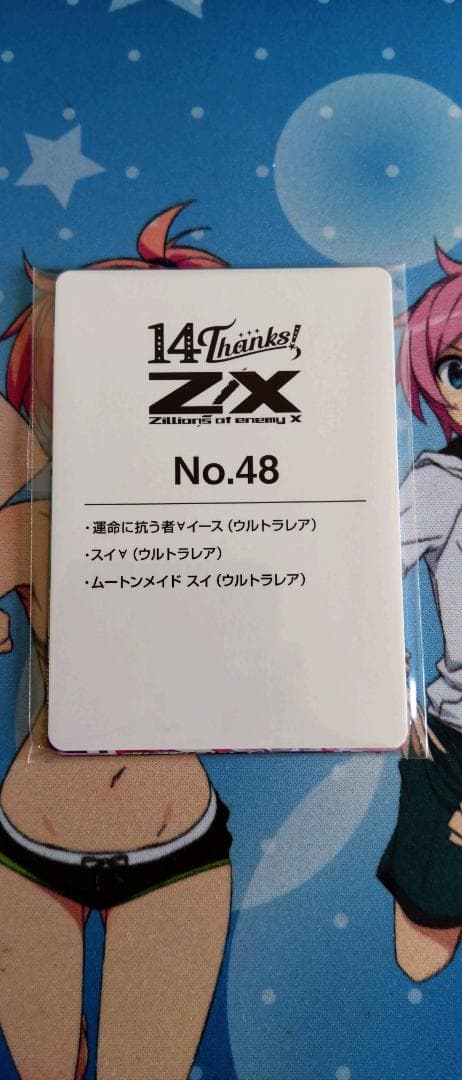 14 Thanks!
Z/X
Zillions of enemy X
No.48
・運命に抗う者∀イース（ウルトラレア）
・スイ∀（ウルトラレア）
・ムートンメイド スイ（ウルトラレア）